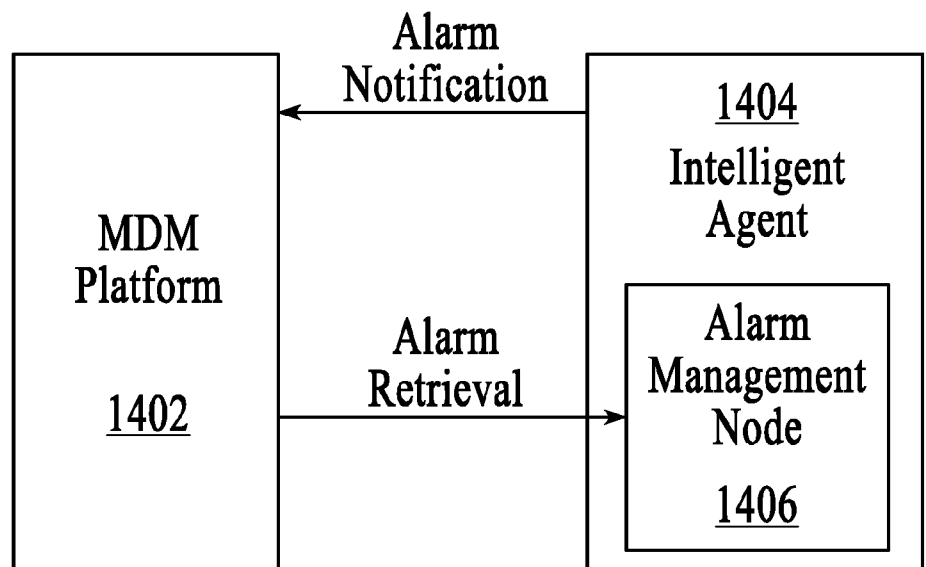 Alarm
Notification
1404
Intelligent
Agent
MDM
Platform
1402
Alarm
Retrieval
Alarm
Management
Node
1406